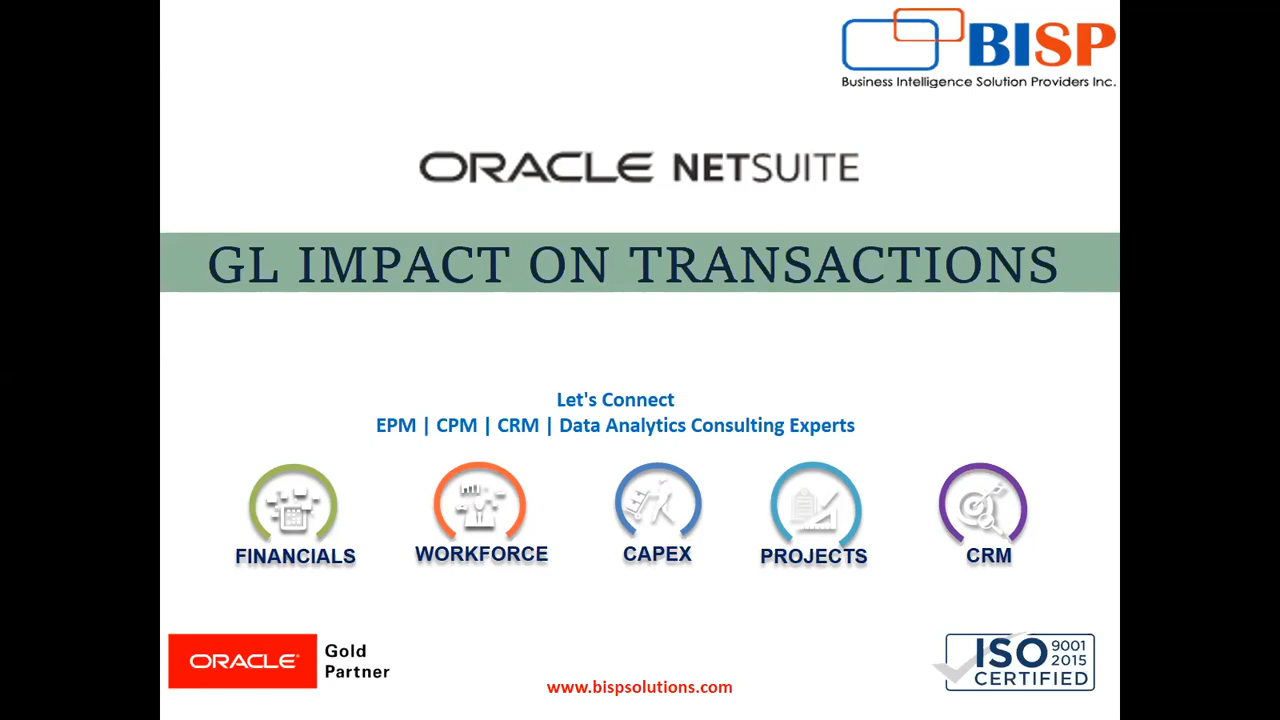 BISP
Business Intelligence Solution Providers Inc.
ORACLE NETSUITE
GL IMPACT ON TRANSACTIONS
Let's Connect
EPM | CPM | CRM | Data Analytics Consulting Experts
FINANCIALS WORKFORCE CAPEX PROJECTS CRM
ORACLE® Gold Partner
www.bispsolutions.com
ISO 9001 2015
CERTIFIED